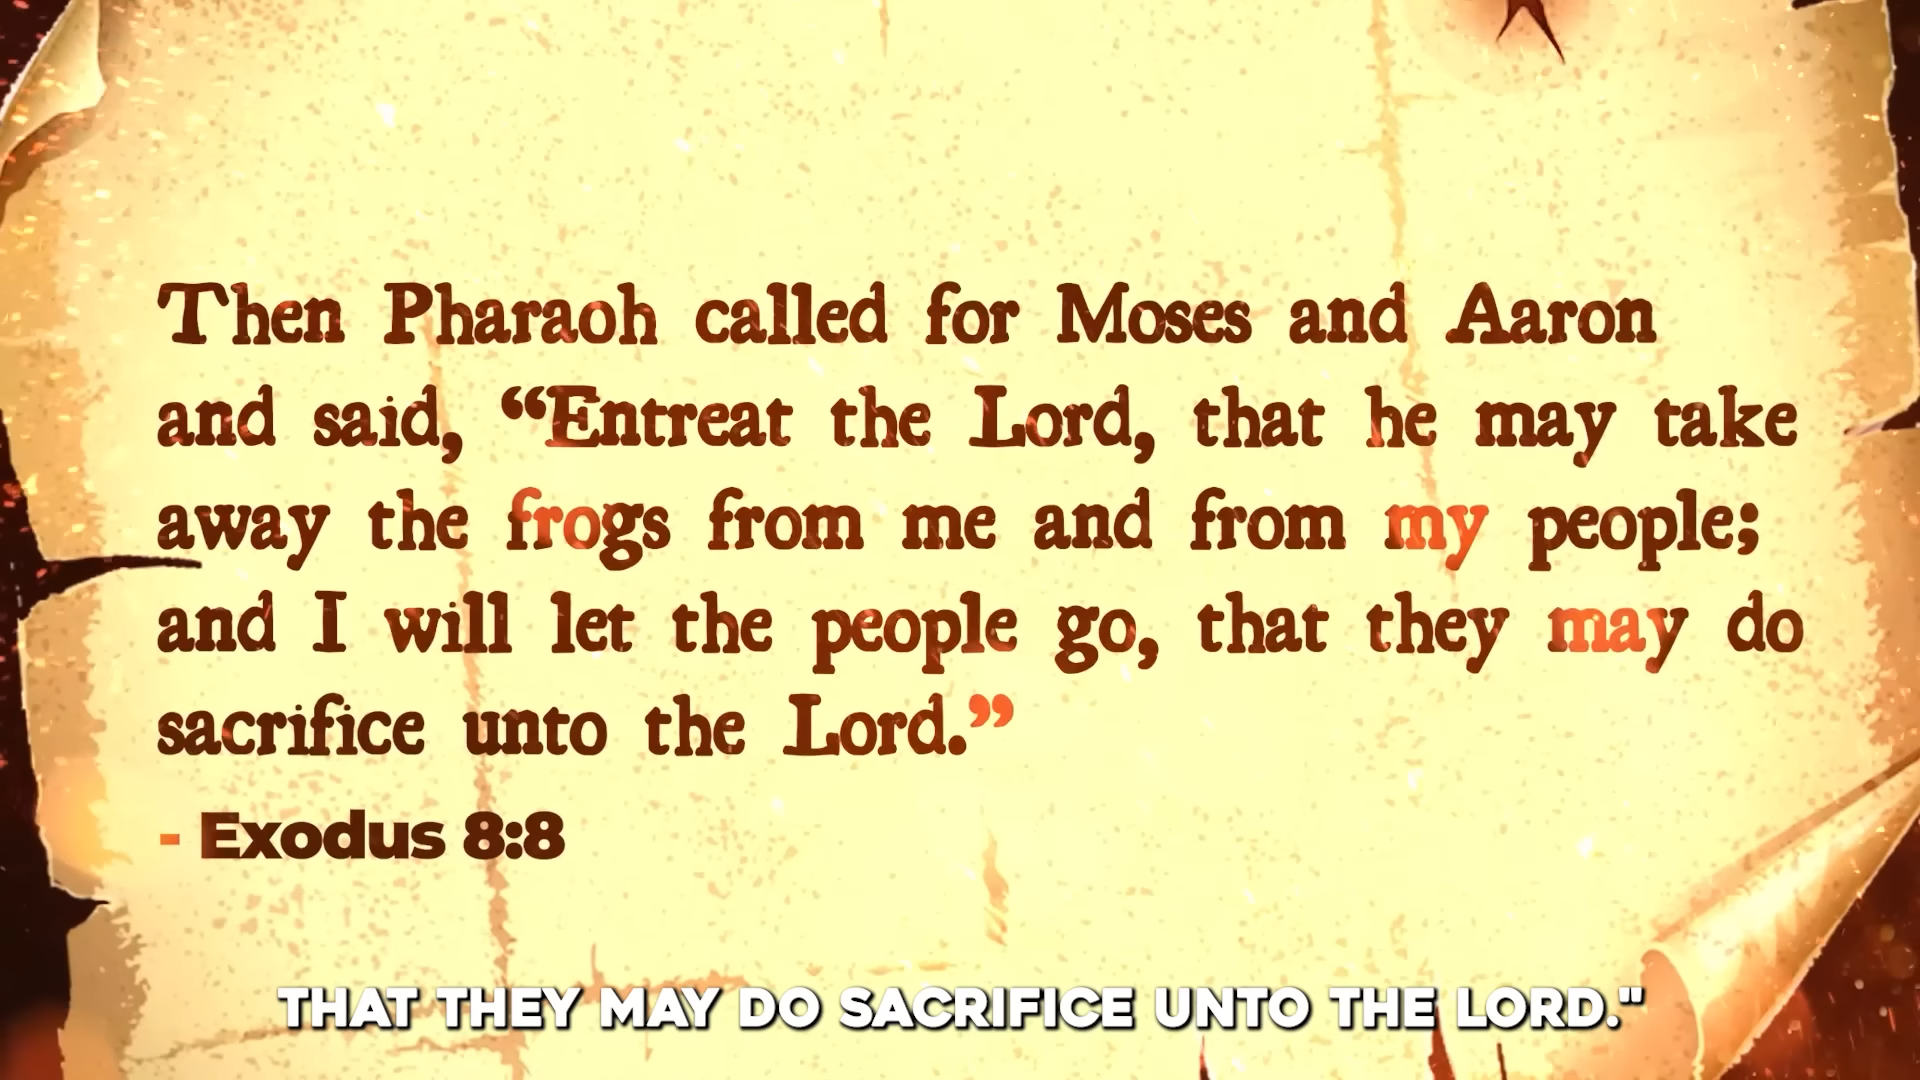 Then Pharaoh called for Moses and Aaron
and said, “Entreat the Lord, that he may take
away the frogs from me and from my people;
and I will let the people go, that they may do
sacrifice unto the Lord.”
- Exodus 8:8
THAT THEY MAY DO SACRIFICE UNTO THE LORD."